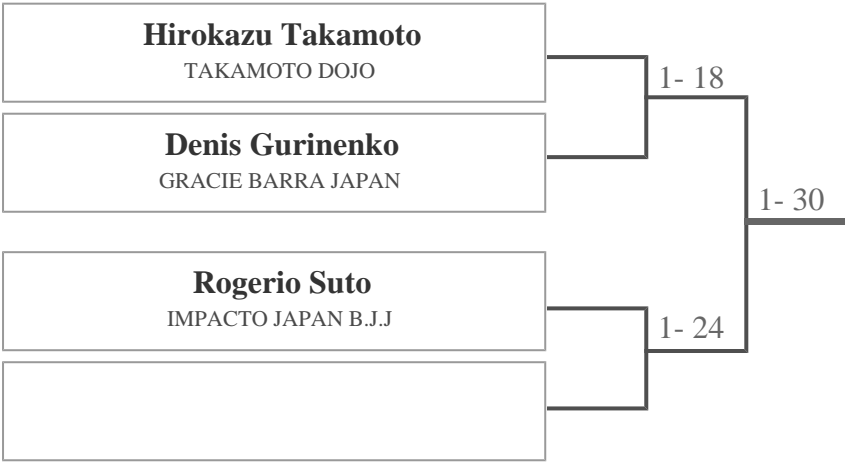 Hirokazu Takamoto
TAKAMOTO DOJO
1- 18
Denis Gurinenko
GRACIE BARRA JAPAN
1- 30
Rogerio Suto
IMPACTO JAPAN B.J.J
1- 24